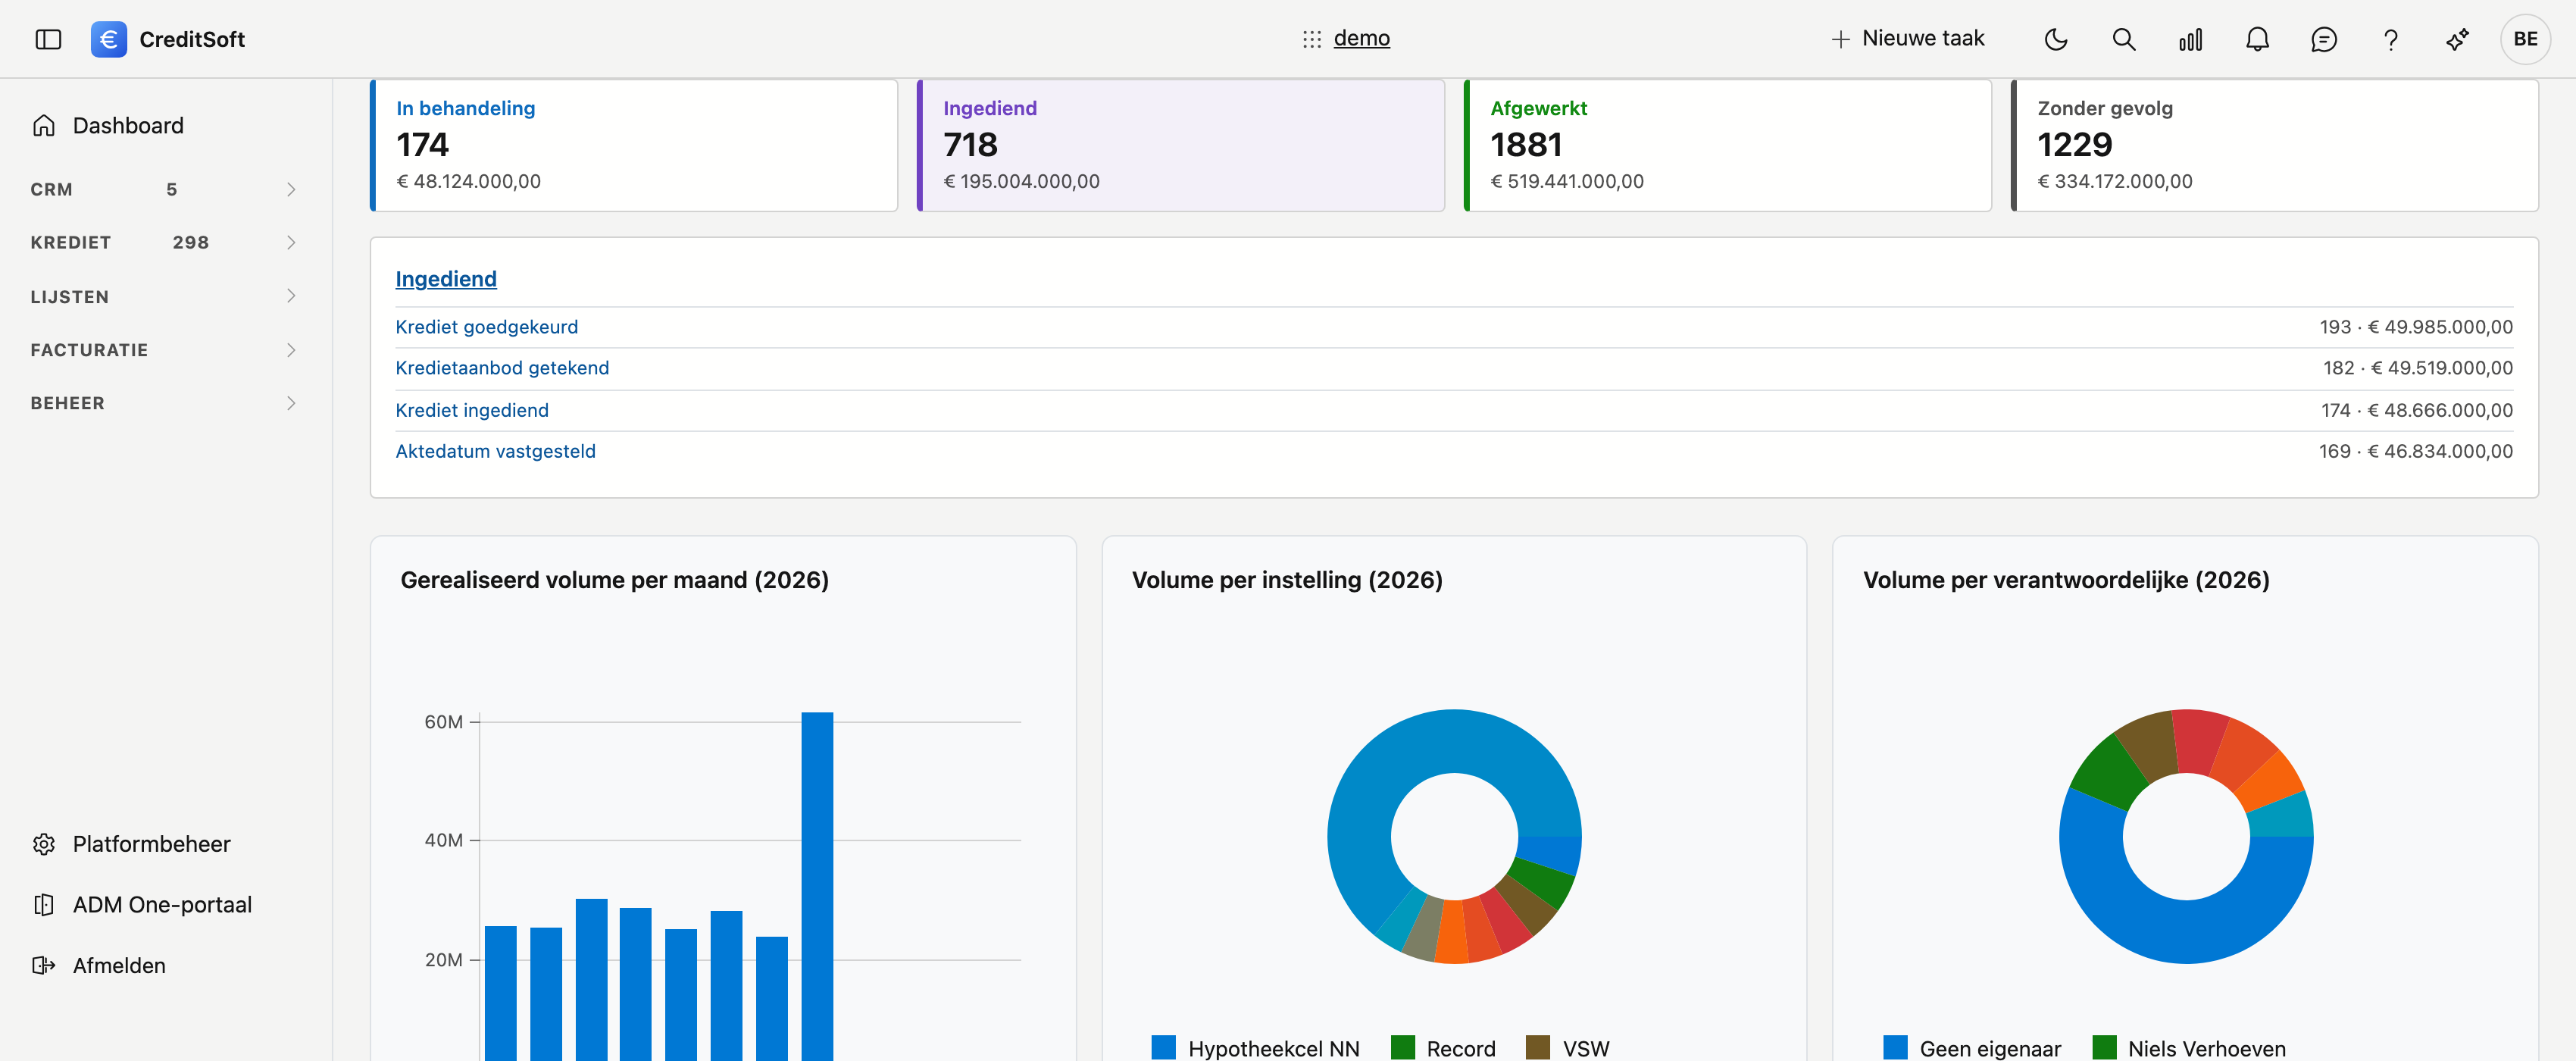 € CreditSoft
demo
Nieuwe taak
BE
Dashboard
CRM 5
KREDIET 298
LIJSTEN
FACTURATIE
BEHEER
Platformbeheer
ADM One-portaal
Afmelden
In behandeling
174
€ 48.124.000,00
Ingediend
718
€ 195.004.000,00
Afgewerkt
1881
€ 519.441.000,00
Zonder gevolg
1229
€ 334.172.000,00
Ingediend
Krediet goedgekeurd 193 · € 49.985.000,00
Kredietaanbod getekend 182 · € 49.519.000,00
Krediet ingediend 174 · € 48.666.000,00
Aktedatum vastgesteld 169 · € 46.834.000,00
Gerealiseerd volume per maand (2026)
60M
40M
20M
Volume per instelling (2026)
Hypotheekcel NN Record VSW
Volume per verantwoordelijke (2026)
Geen eigenaar Niels Verhoeven